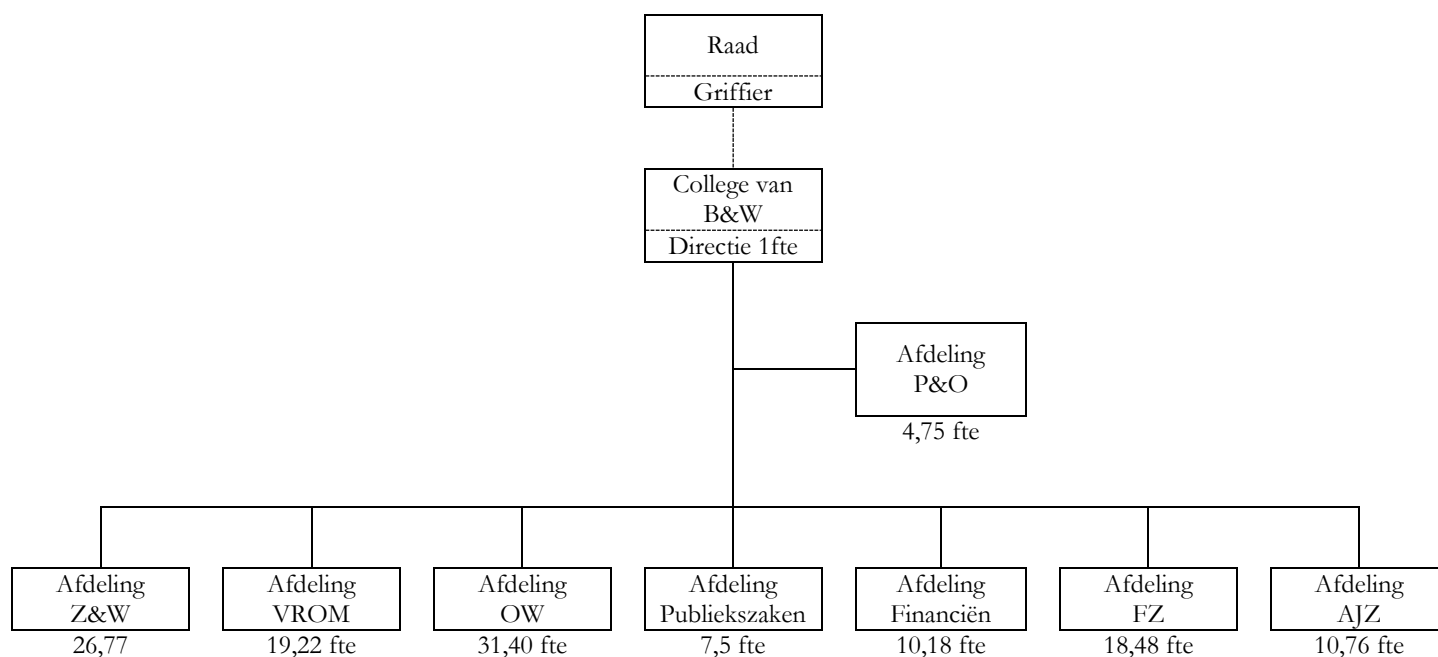 Raad
Griffier
College van
B&W
Directie 1fte
Afdeling
P&O
4,75 fte
Afdeling
Z&W
26,77
Afdeling
VROM
19,22 fte
Afdeling
OW
31,40 fte
Afdeling
Publiekszaken
7,5 fte
Afdeling
Financiën
10,18 fte
Afdeling
FZ
18,48 fte
Afdeling
AJZ
10,76 fte